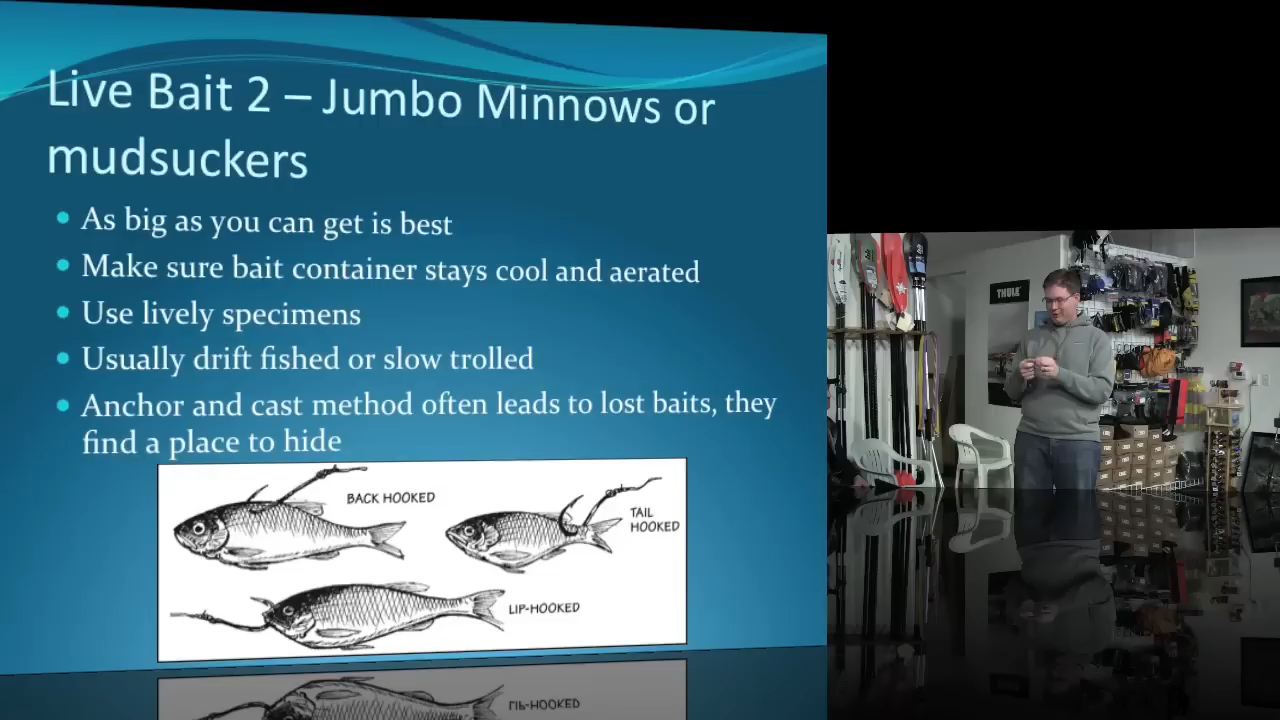 Live Bait 2 – Jumbo Minnows or
mudsuckers
As big as you can get is best
Make sure bait container stays cool and aerated
Use lively specimens
Usually drift fished or slow trolled
Anchor and cast method often leads to lost baits, they
find a place to hide
BACK HOOKED
TAIL
HOOKED
LIP-HOOKED
THULE